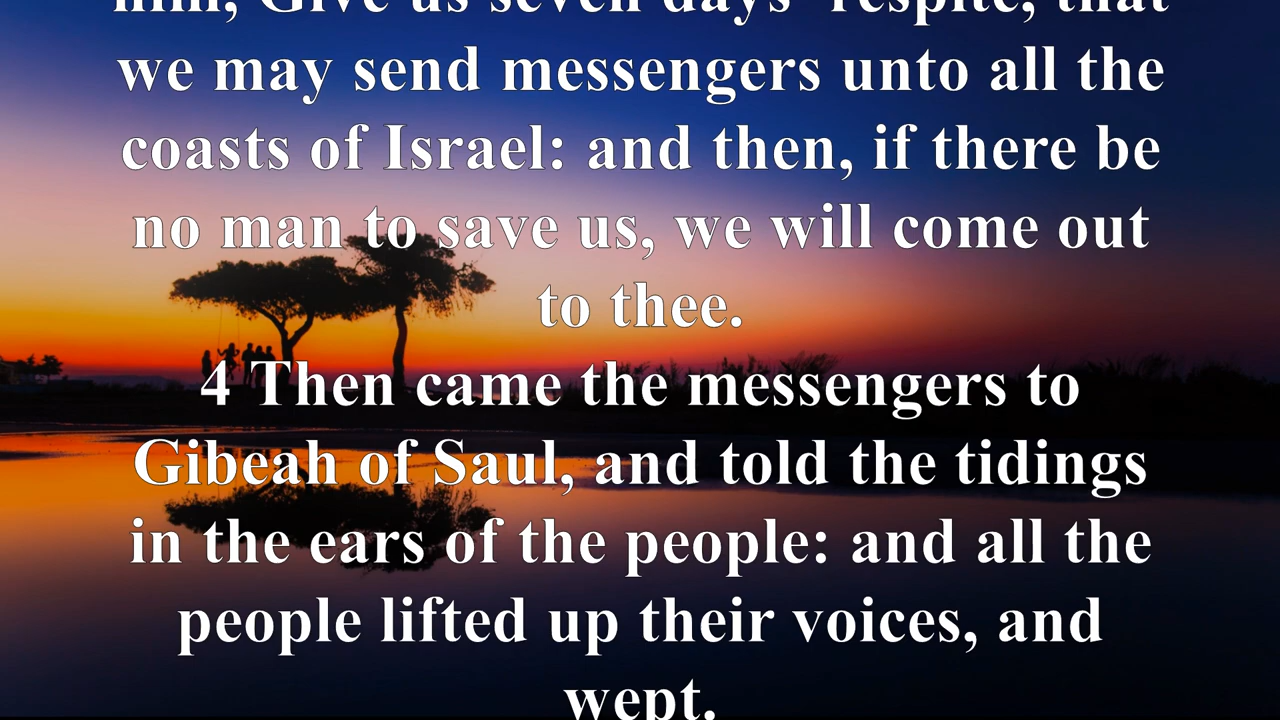 him, Give us seven days' respite, that
we may send messengers unto all the
coasts of Israel: and then, if there be
no man to save us, we will come out
to thee.
4 Then came the messengers to
Gibeah of Saul, and told the tidings
in the ears of the people: and all the
people lifted up their voices, and
wept.